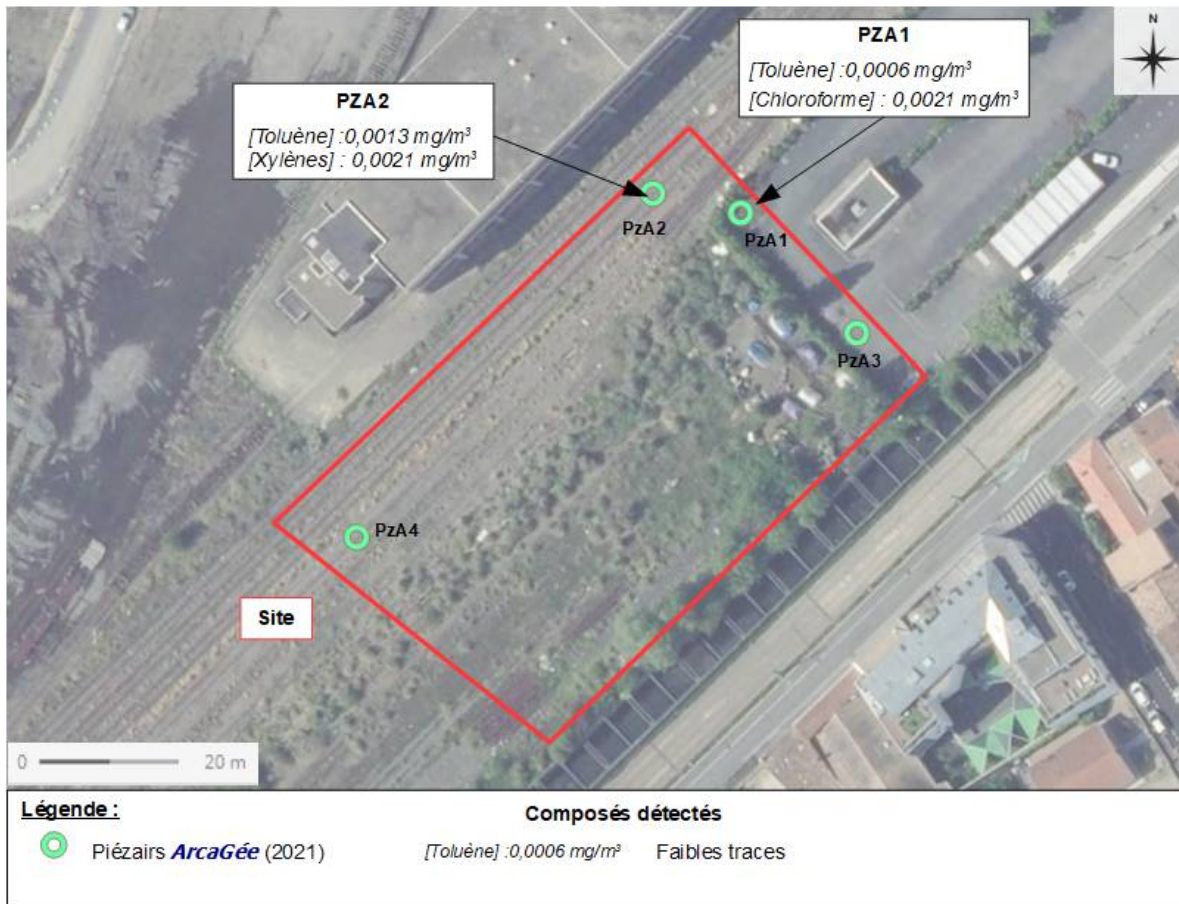 N
PZA1
[Toluène] :0,0006 mg/m³
[Chloroforme] : 0,0021 mg/m³
PZA2
[Toluène] :0,0013 mg/m³
[Xylènes] : 0,0021 mg/m³
PzA2
PzA1
PzA3
PzA4
Site
0 20 m
Légende :
Composés détectés
Piézairs ArcaGée (2021)
[Toluène] :0,0006 mg/m³ Faibles traces